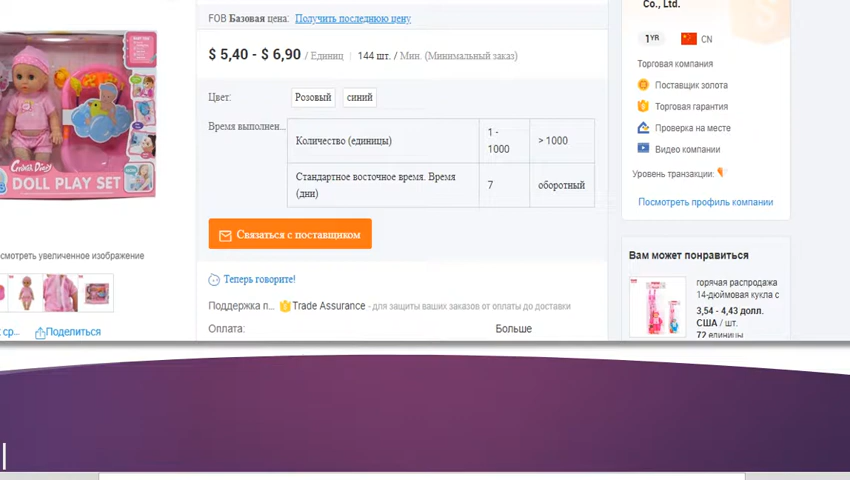 Co., Ltd.
FOB Базовая цена: Получить последнюю цену
1YR CN
$ 5,40 - $ 6,90 / Единиц | 144 шт. / Мин. (Минимальный заказ)
Торговая компания
Поставщик золота
Цвет: Розовый синий
Торговая гарантия
Время выполнен...
Количество (единицы) 1 - 1000 > 1000
Проверка на месте
Видео компании
Стандартное восточное время. Время (дни) 7 оборотный
Уровень транзакции:
DOLL PLAY SET
Посмотреть профиль компании
Связаться с поставщиком
смотреть увеличенное изображение
Вам может понравиться
Теперь говорите!
горячая распродажа
14-дюймовая кукла с
Поддержка п... Trade Assurance - для защиты ваших заказов от оплаты до доставки
3,54 - 4,43 долл.
США / шт.
72 единицы
к ср... Поделиться
Оплата: Больше